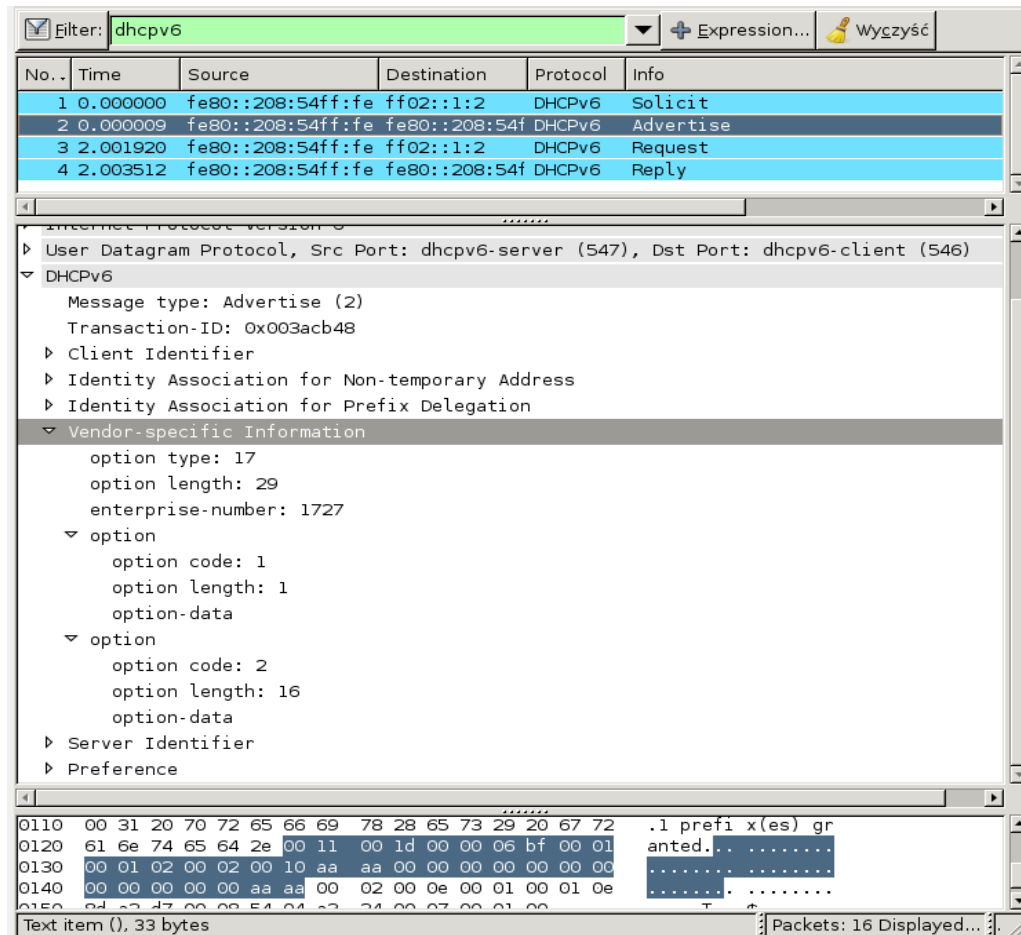 Filter: dhcpv6 Expression... Wyczyść
No. . Time Source Destination Protocol Info
1 0.000000 fe80::208:54ff:fe ff02::1:2 DHCPv6 Solicit
2 0.000009 fe80::208:54ff:fe fe80::208:54f DHCPv6 Advertise
3 2.001920 fe80::208:54ff:fe ff02::1:2 DHCPv6 Request
4 2.003512 fe80::208:54ff:fe fe80::208:54f DHCPv6 Reply
Internet Protocol Version 6
User Datagram Protocol, Src Port: dhcpv6-server (547), Dst Port: dhcpv6-client (546)
DHCPv6
Message type: Advertise (2)
Transaction-ID: 0x003acb48
Client Identifier
Identity Association for Non-temporary Address
Identity Association for Prefix Delegation
Vendor-specific Information
option type: 17
option length: 29
enterprise-number: 1727
option
option code: 1
option length: 1
option-data
option
option code: 2
option length: 16
option-data
Server Identifier
Preference
0110 00 31 20 70 72 65 66 69 78 28 65 73 29 20 67 72 .1 prefi x(es) gr
0120 61 6e 74 65 64 2e 00 11 00 1d 00 00 06 bf 00 01 anted... ........
0130 00 01 02 00 02 00 10 aa aa 00 00 00 00 00 00 00 ........ ........
0140 00 00 00 00 00 aa aa 00 02 00 0e 00 01 00 01 0e ........ ........
Text item (), 33 bytes Packets: 16 Displayed...